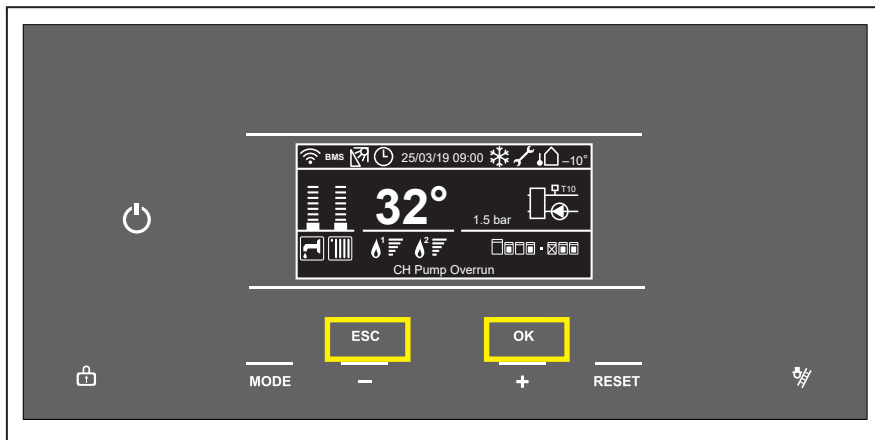 BMS 25/03/19 09:00 –10°
32° 1.5 bar T10
1 2
CH Pump Overrun
ESC OK
MODE – + RESET